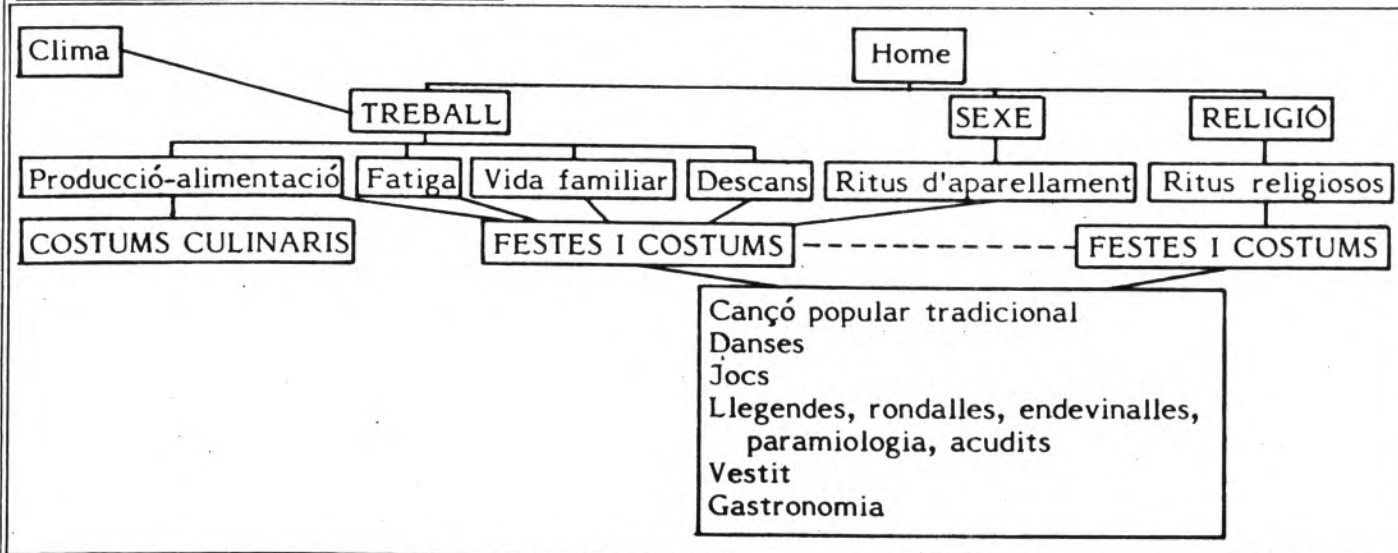 Clima
Home
TREBALL
SEXE
RELIGIÓ
Producció-alimentació
Fatiga
Vida familiar
Descans
Ritus d'aparellament
Ritus religiosos
COSTUMS CULINARIS
FESTES I COSTUMS
FESTES I COSTUMS
Cançó popular tradicional
Danses
Jocs
Llegendes, rondalles, endevinalles,
paramiologia, acudits
Vestit
Gastronomia